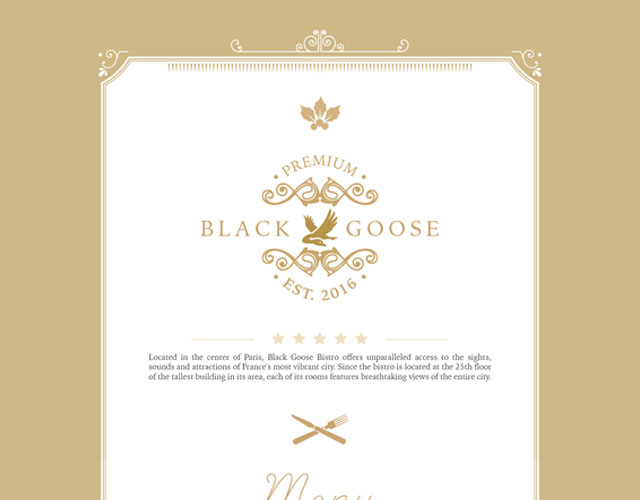 PREMIUM
BLACK GOOSE
EST. 2016
Located in the center of Paris, Black Goose Bistro offers unparalleled access to the sights,
sounds and attractions of France's most vibrant city. Since the bistro is located at the 25th floor
of the tallest building in its area, each of its rooms features breathtaking views of the entire city.
Menu